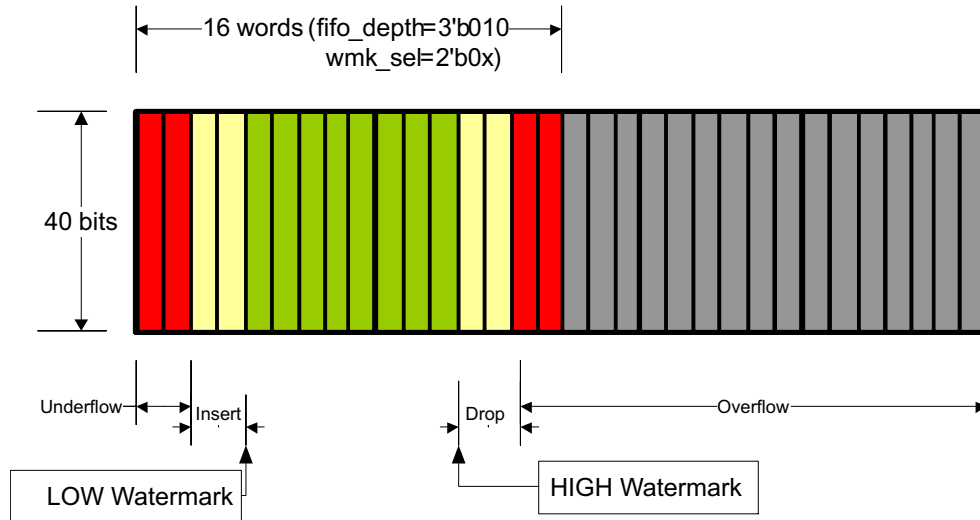 16 words (fifo_depth=3'b010
wmk_sel=2'b0x)
40 bits
Underflow
Insert
Drop
Overflow
LOW Watermark
HIGH Watermark